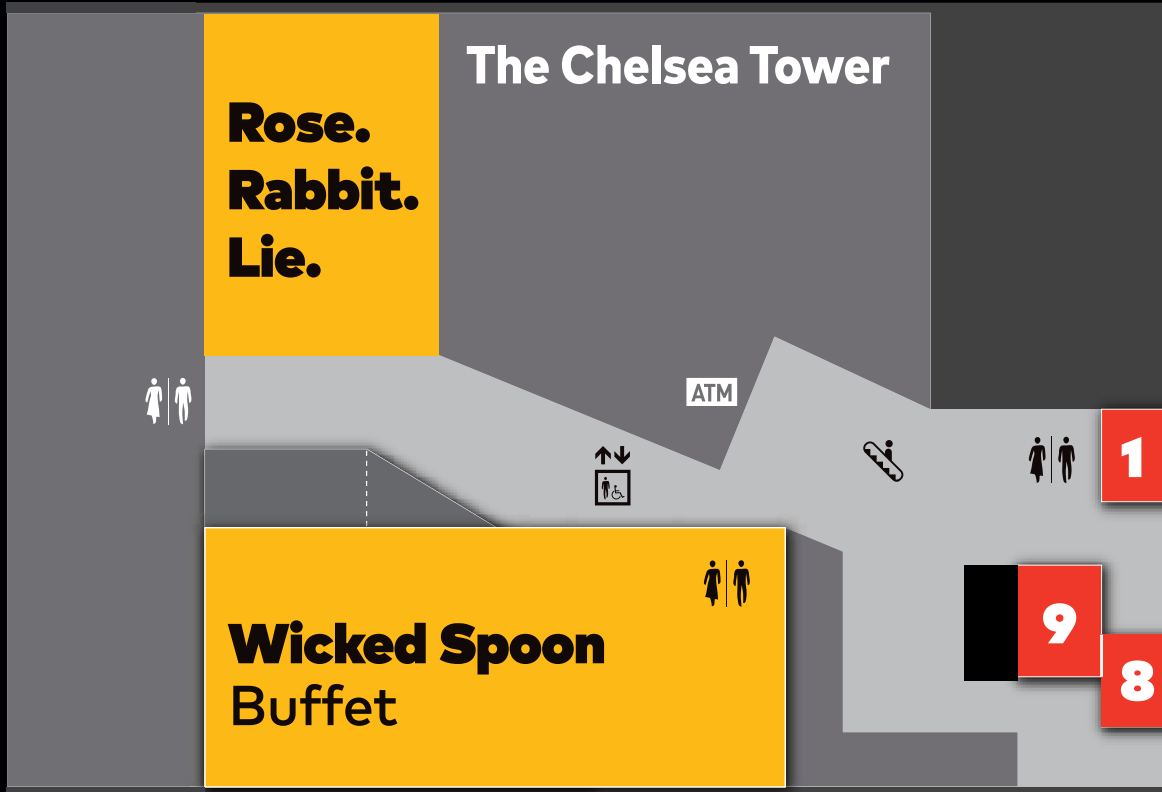 The Chelsea Tower
Rose.
Rabbit.
Lie.
ATM
1
9
8
Wicked Spoon
Buffet